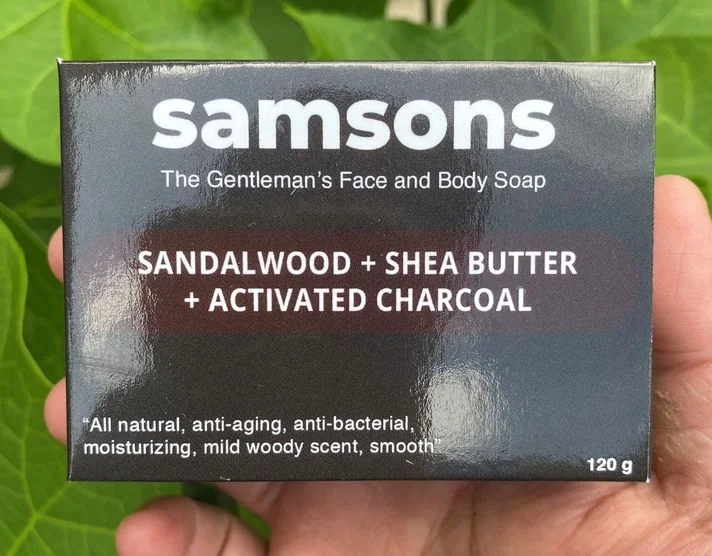 samsons
The Gentleman's Face and Body Soap
SANDALWOOD + SHEA BUTTER
+ ACTIVATED CHARCOAL
“All natural, anti-aging, anti-bacterial,
moisturizing, mild woody scent, smooth”
120 g